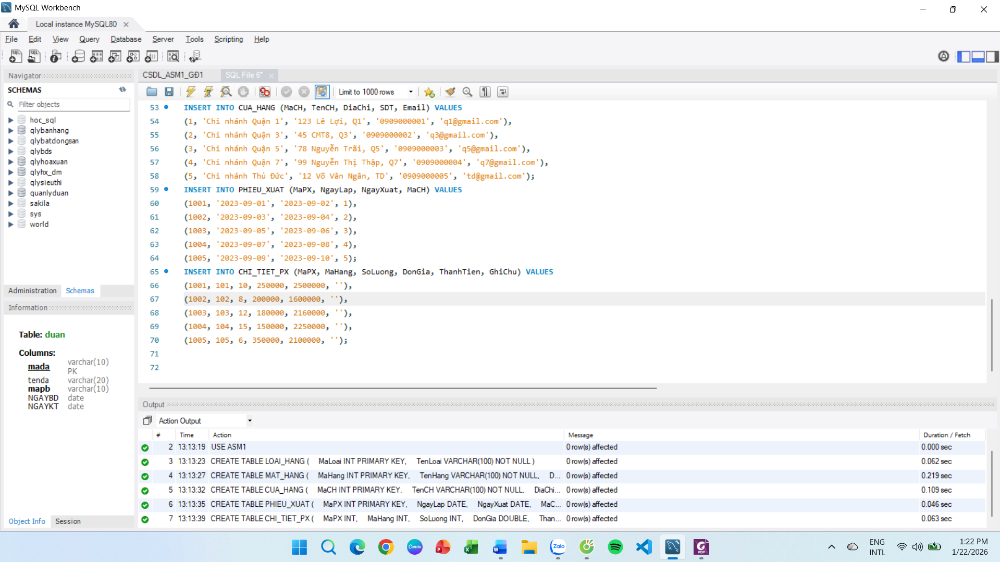 MySQL Workbench
Local instance MySQL80
File Edit View Query Database Server Tools Scripting Help
Navigator
SCHEMAS
Filter objects
hoc_sql
qlybanhang
qlybatdongsan
qlybds
qlyhoaxuan
qlyhx_dm
qlysieuthi
quanlyduan
sakila
sys
world
Administration Schemas
Information
Table: duan
Columns:
mada varchar(10) PK
tenda varchar(20)
mapb varchar(10)
NGAYBD date
NGAYKT date
Object Info Session
CSDL_ASM1_GĐ1 SQL File 6*
Limit to 1000 rows
53 INSERT INTO CUA_HANG (MaCH, TenCH, DiaChi, SDT, Email) VALUES
54 (1, 'Chi nhánh Quận 1', '123 Lê Lợi, Q1', '0909000001', 'q1@gmail.com'),
55 (2, 'Chi nhánh Quận 3', '45 CMT8, Q3', '0909000002', 'q3@gmail.com'),
56 (3, 'Chi nhánh Quận 5', '78 Nguyễn Trãi, Q5', '0909000003', 'q5@gmail.com'),
57 (4, 'Chi nhánh Quận 7', '99 Nguyễn Thị Thập, Q7', '0909000004', 'q7@gmail.com'),
58 (5, 'Chi nhánh Thủ Đức', '12 Võ Văn Ngân, TD', '0909000005', 'td@gmail.com');
59 INSERT INTO PHIEU_XUAT (MaPX, NgayLap, NgayXuat, MaCH) VALUES
60 (1001, '2023-09-01', '2023-09-02', 1),
61 (1002, '2023-09-03', '2023-09-04', 2),
62 (1003, '2023-09-05', '2023-09-06', 3),
63 (1004, '2023-09-07', '2023-09-08', 4),
64 (1005, '2023-09-09', '2023-09-10', 5);
65 INSERT INTO CHI_TIET_PX (MaPX, MaHang, SoLuong, DonGia, ThanhTien, GhiChu) VALUES
66 (1001, 101, 10, 250000, 2500000, ''),
67 (1002, 102, 8, 200000, 1600000, ''),
68 (1003, 103, 12, 180000, 2160000, ''),
69 (1004, 104, 15, 150000, 2250000, ''),
70 (1005, 105, 6, 350000, 2100000, '');
71
72
Output
Action Output
# Time Action Message Duration / Fetch
2 13:13:19 USE ASM1 0 row(s) affected 0.000 sec
3 13:13:23 CREATE TABLE LOAI_HANG ( MaLoai INT PRIMARY KEY, TenLoai VARCHAR(100) NOT NULL ) 0 row(s) affected 0.062 sec
4 13:13:27 CREATE TABLE MAT_HANG ( MaHang INT PRIMARY KEY, TenHang VARCHAR(100) NOT NULL, D... 0 row(s) affected 0.219 sec
5 13:13:32 CREATE TABLE CUA_HANG ( MaCH INT PRIMARY KEY, TenCH VARCHAR(100) NOT NULL, DiaChi... 0 row(s) affected 0.109 sec
6 13:13:35 CREATE TABLE PHIEU_XUAT ( MaPX INT PRIMARY KEY, NgayLap DATE, NgayXuat DATE, MaC... 0 row(s) affected 0.046 sec
7 13:13:39 CREATE TABLE CHI_TIET_PX ( MaPX INT, MaHang INT, SoLuong INT, DonGia DOUBLE, Than... 0 row(s) affected 0.063 sec
Canva
Zalo
PDF
ENG
INTL
1:22 PM
1/22/2026